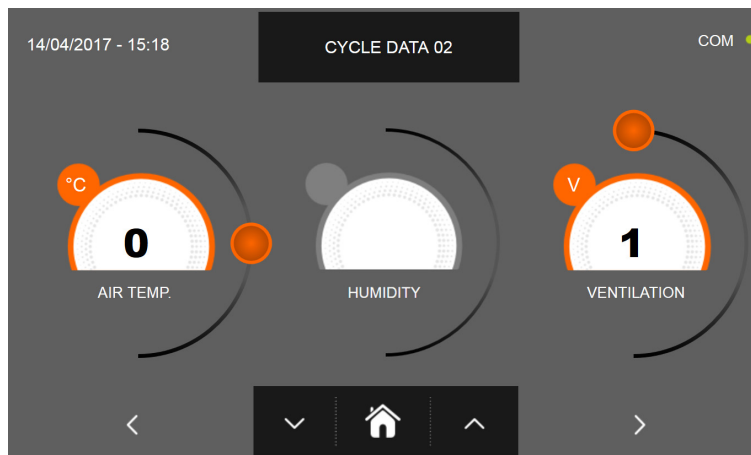 14/04/2017 - 15:18
CYCLE DATA 02
COM
°C
V
0
1
AIR TEMP.
HUMIDITY
VENTILATION